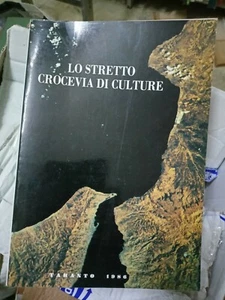 LO STRETTO
CROCEVIA DI CULTURE
TARANTO 1986